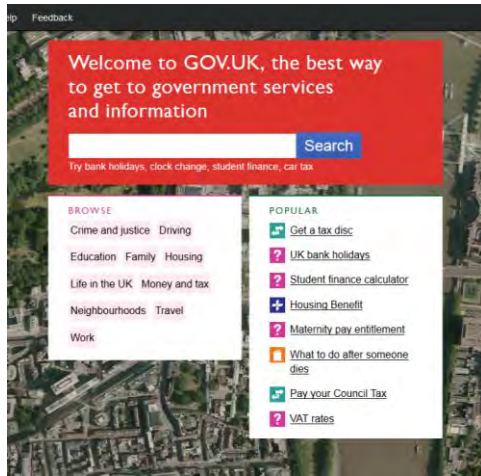 Feedback
Welcome to GOV.UK, the best way
to get to government services
and information
Search
Try bank holidays, clock change, student finance, car tax
BROWSE
Crime and justice Driving
Education Family Housing
Life in the UK Money and tax
Neighbourhoods Travel
Work
POPULAR
Get a tax disc
? UK bank holidays
? Student finance calculator
Housing Benefit
? Maternity pay entitlement
What to do after someone
dies
Pay your Council Tax
? VAT rates